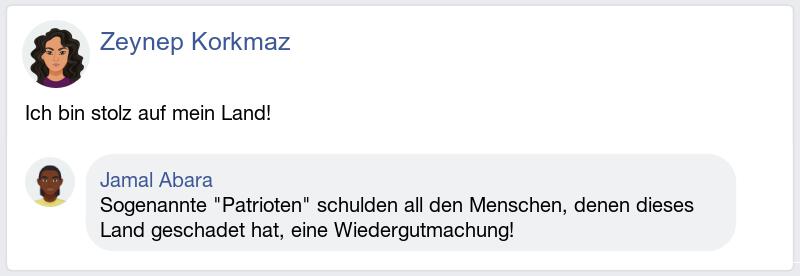 Zeynep Korkmaz
Ich bin stolz auf mein Land!
Jamal Abara
Sogenannte "Patrioten" schulden all den Menschen, denen dieses
Land geschadet hat, eine Wiedergutmachung!